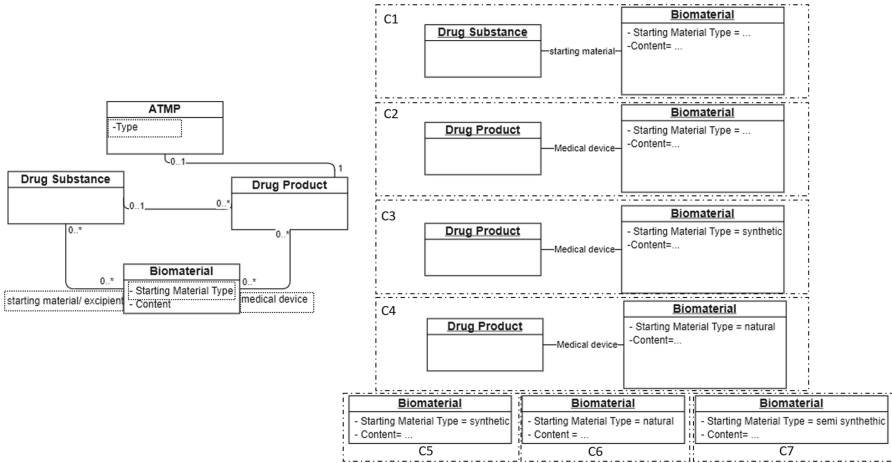 ATMP
-Type
0..1
1
Drug Substance
Drug Product
0..1
0..*
0..*
0..*
0..*
0..*
Biomaterial
- Starting Material Type
- Content
starting material/ excipient
medical device
C1
Drug Substance
starting material
Biomaterial
- Starting Material Type = ...
-Content= ...
C2
Drug Product
Medical device
Biomaterial
- Starting Material Type = ...
-Content=...
C3
Drug Product
Medical device
Biomaterial
- Starting Material Type = synthetic
-Content=...
C4
Drug Product
Medical device
Biomaterial
- Starting Material Type = natural
-Content=...
Biomaterial
- Starting Material Type = synthetic
- Content= ...
C5
Biomaterial
- Starting Material Type = natural
- Content = ...
C6
Biomaterial
- Starting Material Type = semi synthethic
- Content= ...
C7